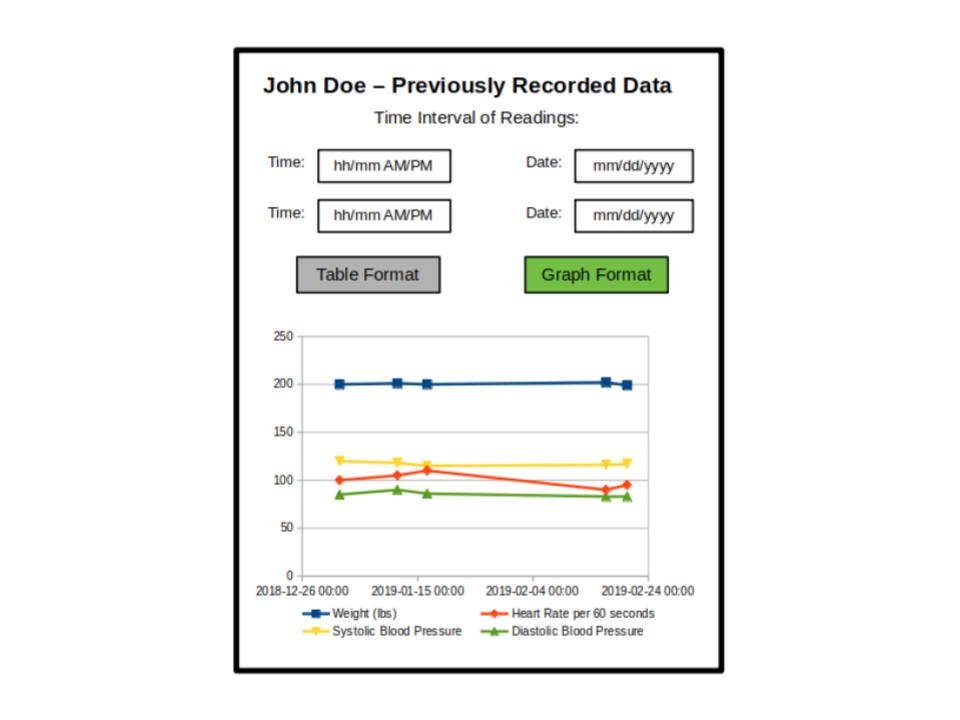 John Doe – Previously Recorded Data
Time Interval of Readings:
Time: hh/mm AM/PM Date: mm/dd/yyyy
Time: hh/mm AM/PM Date: mm/dd/yyyy
Table Format Graph Format
250
200
150
100
50
0
2018-12-26 00:00 2019-01-15 00:00 2019-02-04 00:00 2019-02-24 00:00
Weight (lbs) Heart Rate per 60 seconds
Systolic Blood Pressure Diastolic Blood Pressure